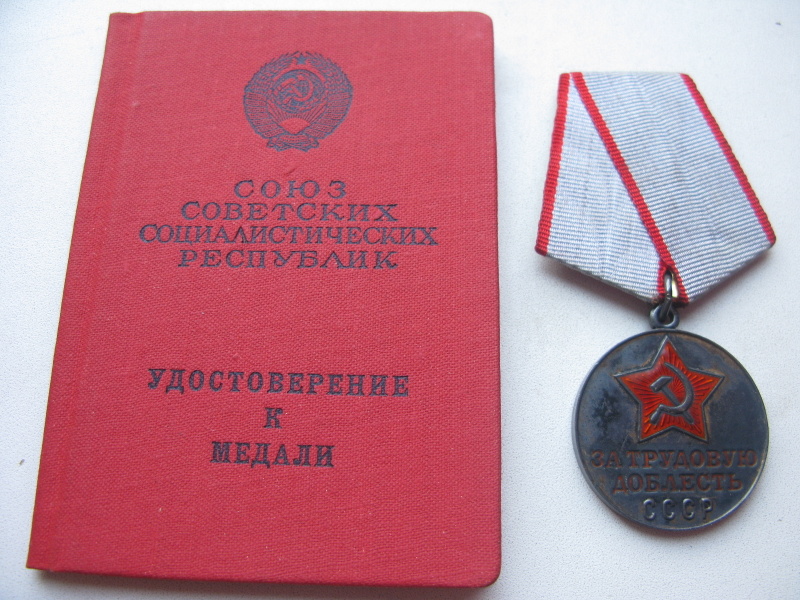 СОЮЗ
СОВЕТСКИХ
СОЦИАЛИСТИЧЕСКИХ
РЕСПУБЛИК
УДОСТОВЕРЕНИЕ
К
МЕДАЛИ
ЗА ТРУДОВУЮ
ДОБЛЕСТЬ
СССР